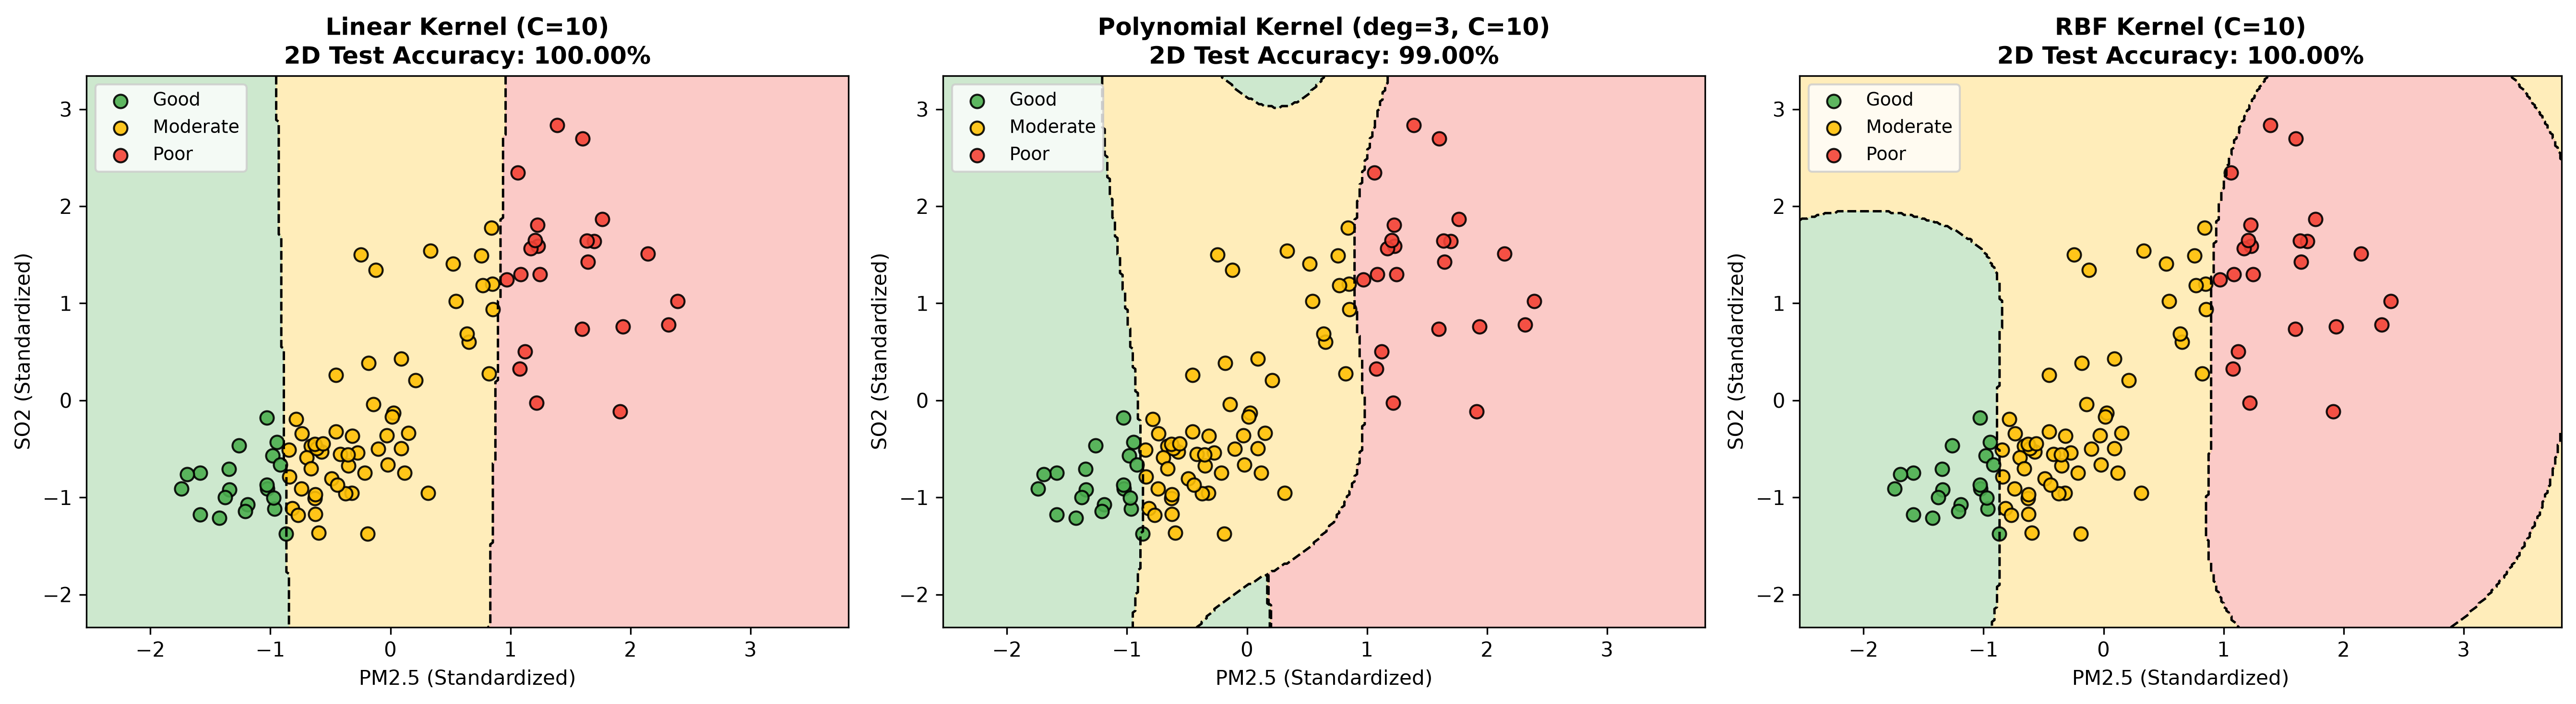 Linear Kernel (C=10)
2D Test Accuracy: 100.00%
Good
Moderate
Poor
3
2
1
0
−1
−2
SO2 (Standardized)
−2 −1 0 1 2 3
PM2.5 (Standardized)
Polynomial Kernel (deg=3, C=10)
2D Test Accuracy: 99.00%
Good
Moderate
Poor
3
2
1
0
−1
−2
SO2 (Standardized)
−2 −1 0 1 2 3
PM2.5 (Standardized)
RBF Kernel (C=10)
2D Test Accuracy: 100.00%
Good
Moderate
Poor
3
2
1
0
−1
−2
SO2 (Standardized)
−2 −1 0 1 2 3
PM2.5 (Standardized)